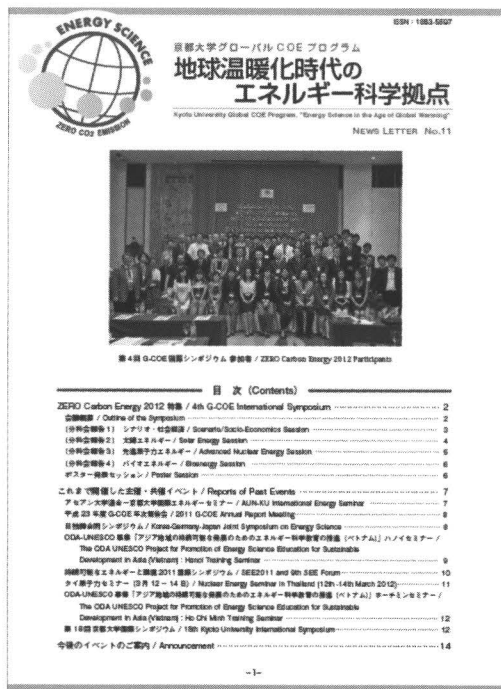 ENERGY SCIENCE
ZERO CO2 EMISSION
ISSN : 1883-5597
京都大学グローバル COE プログラム
地球温暖化時代の
エネルギー科学拠点
Kyoto University Global COE Program, "Energy Science in the Age of Global Warming"
NEWS LETTER No.11
第4回 G-COE 国際シンポジウム 参加者 / ZERO Carbon Energy 2012 Participants
目 次 (Contents)
ZERO Carbon Energy 2012 特集 / 4th G-COE International Symposium 2
会議概要 / Outline of the Symposium 2
(分科会報告1) シナリオ・社会経済 / Scenario/Socio-Economics Session 3
(分科会報告2) 太陽エネルギー / Solar Energy Session 4
(分科会報告3) 先進原子力エネルギー / Advanced Nuclear Energy Session 5
(分科会報告4) バイオエネルギー / Bioenergy Session 6
ポスター発表セッション / Poster Session 6
これまで開催した主催・共催イベント / Reports of Past Events 7
アセアン大学連合−京都大学国際エネルギーセミナー / AUN-KU International Energy Seminar 7
平成 23 年度 G-COE 年次報告会 / 2011 G-COE Annual Report Meeting 8
日独韓合同シンポジウム / Korea-Germany-Japan Joint Symposium on Energy Science 8
ODA-UNESCO 事業「アジア地域の持続可能な発展のためのエネルギー科学教育の推進 (ベトナム)」ハノイセミナー /
The ODA UNESCO Project for Promotion of Energy Science Education for Sustainable
Development in Asia (Vietnam) : Hanoi Training Seminar 9
持続可能なエネルギーと環境 2011 国際シンポジウム / SEE2011 and 9th SEE Forum 10
タイ原子力セミナー (3月 12 − 14 日) / Nuclear Energy Seminar in Thailand (12th -14th March 2012) 11
ODA-UNESCO 事業「アジア地域の持続可能な発展のためのエネルギー科学教育の推進 (ベトナム)」ホーチミンセミナー /
The ODA UNESCO Project for Promotion of Energy Science Education for Sustainable
Development in Asia (Vietnam) : Ho Chi Minh Training Seminar 12
第 18 回京都大学国際シンポジウム / 18th Kyoto University International Symposium 12
今後のイベントのご案内 / Announcement 14
-1-